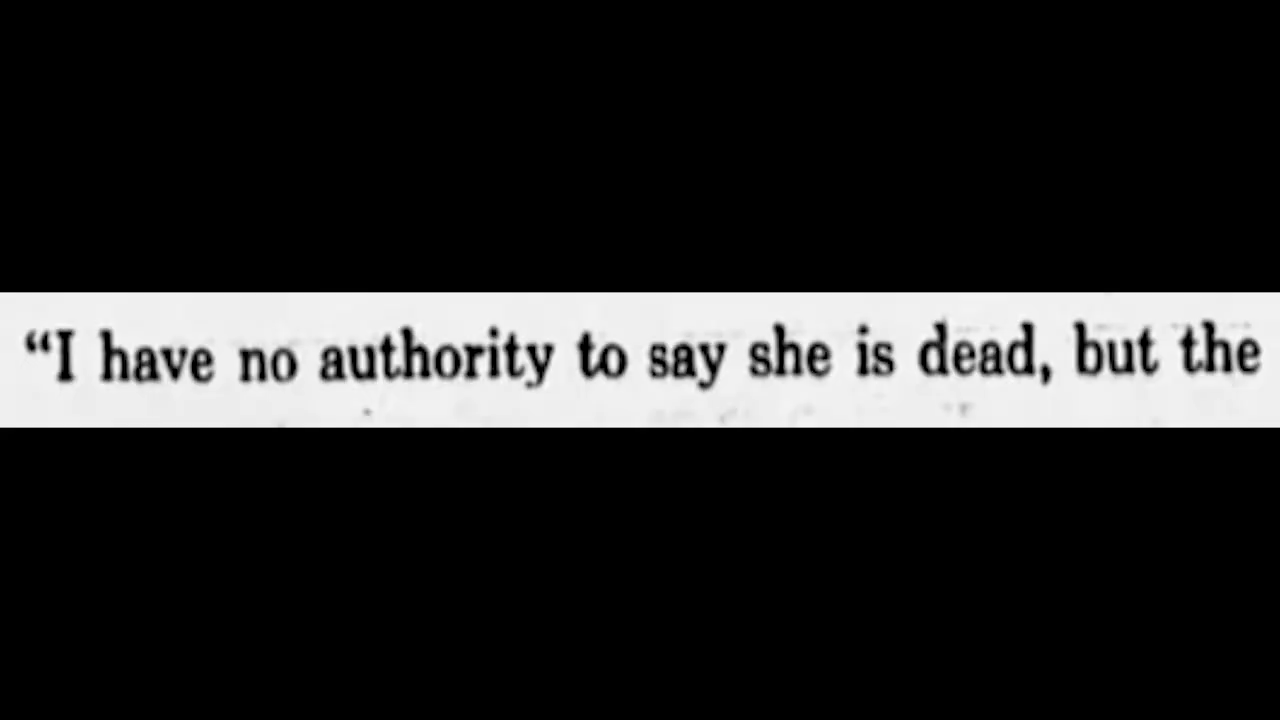 “I have no authority to say she is dead, but the